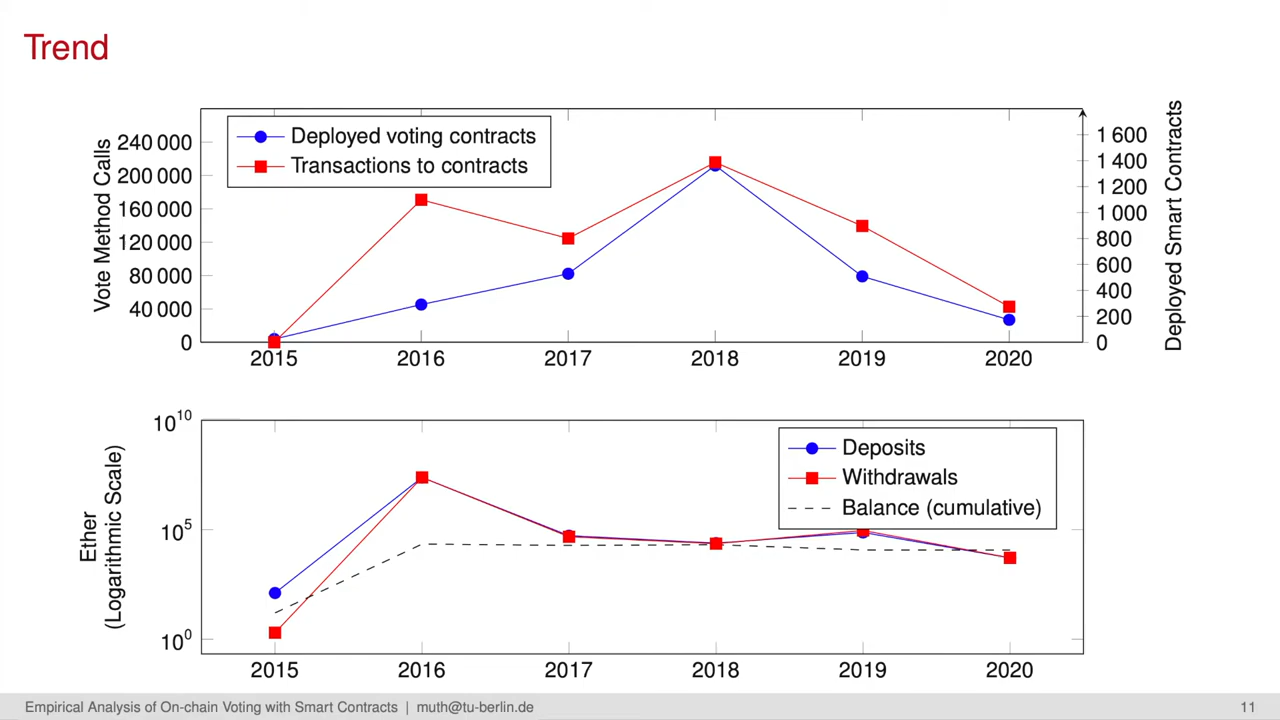 Trend
Deployed voting contracts
Transactions to contracts
Vote Method Calls
240 000
200 000
160 000
120 000
80 000
40 000
0
1 600
1 400
1 200
1 000
800
600
400
200
0
Deployed Smart Contracts
2015 2016 2017 2018 2019 2020
Deposits
Withdrawals
Balance (cumulative)
Ether
(Logarithmic Scale)
10^10
10^5
10^0
2015 2016 2017 2018 2019 2020
Empirical Analysis of On-chain Voting with Smart Contracts | muth@tu-berlin.de 11